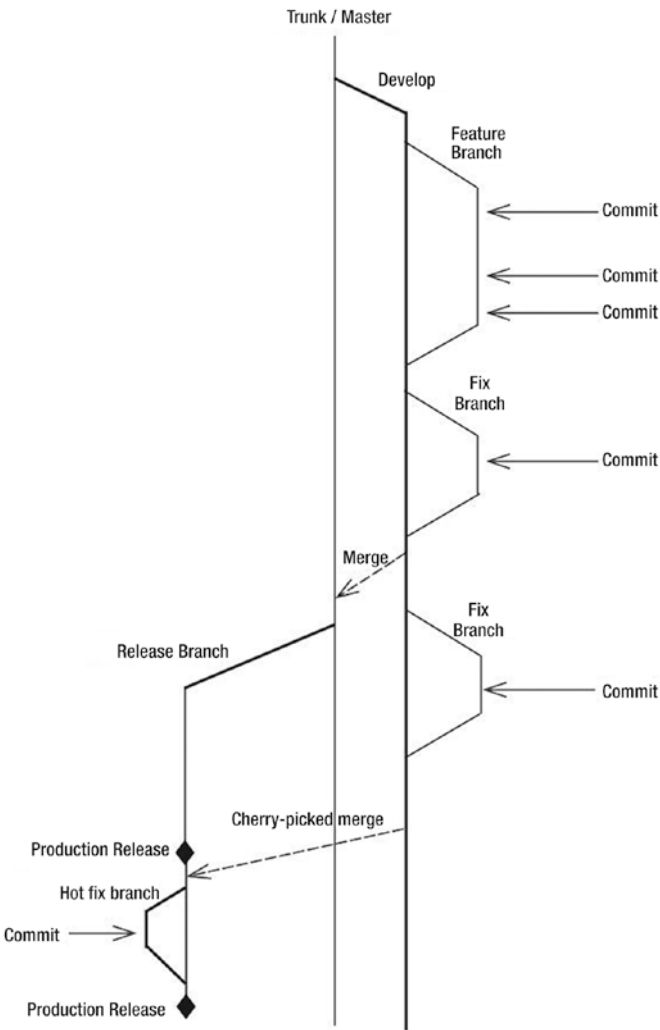 Trunk / Master
Develop
Feature
Branch
Commit
Commit
Commit
Fix
Branch
Commit
Merge
Fix
Branch
Release Branch
Commit
Cherry-picked merge
Production Release
Hot fix branch
Commit
Production Release